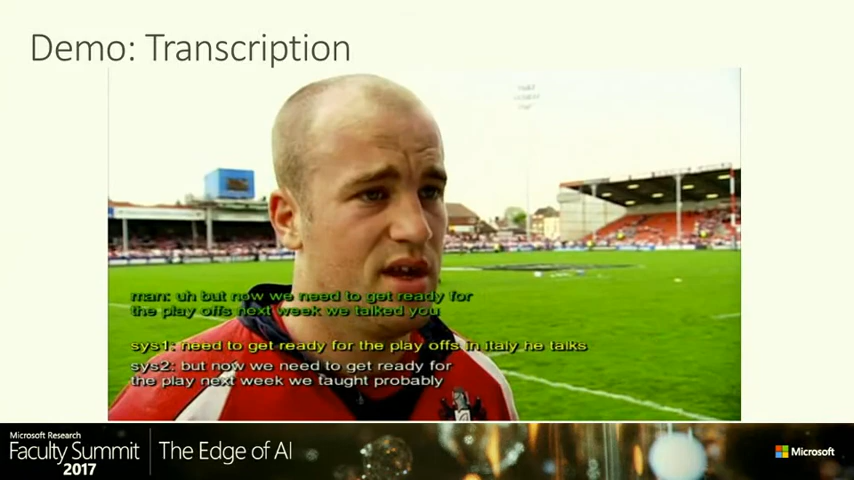 Demo: Transcription
man: uh but now we need to get ready for
the play offs next week we talked you
sys1: need to get ready for the play offs in italy he talks
sys2: but now we need to get ready for
the play next week we taught probably
Microsoft Research
Faculty Summit
2017
The Edge of AI
Microsoft